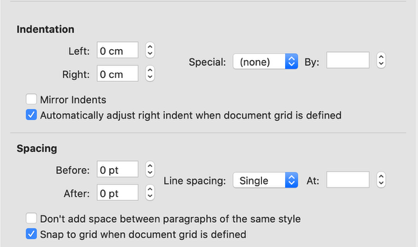 Indentation
Left: 0 cm
Special: (none) By:
Right: 0 cm
Mirror Indents
Automatically adjust right indent when document grid is defined
Spacing
Before: 0 pt
Line spacing: Single At:
After: 0 pt
Don't add space between paragraphs of the same style
Snap to grid when document grid is defined